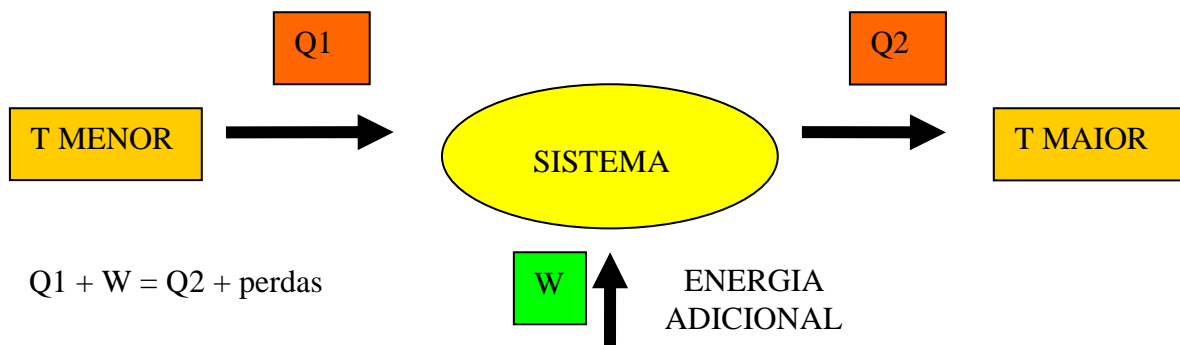 Q1
Q2
T MENOR
SISTEMA
T MAIOR
Q1 + W = Q2 + perdas
W
ENERGIA
ADICIONAL